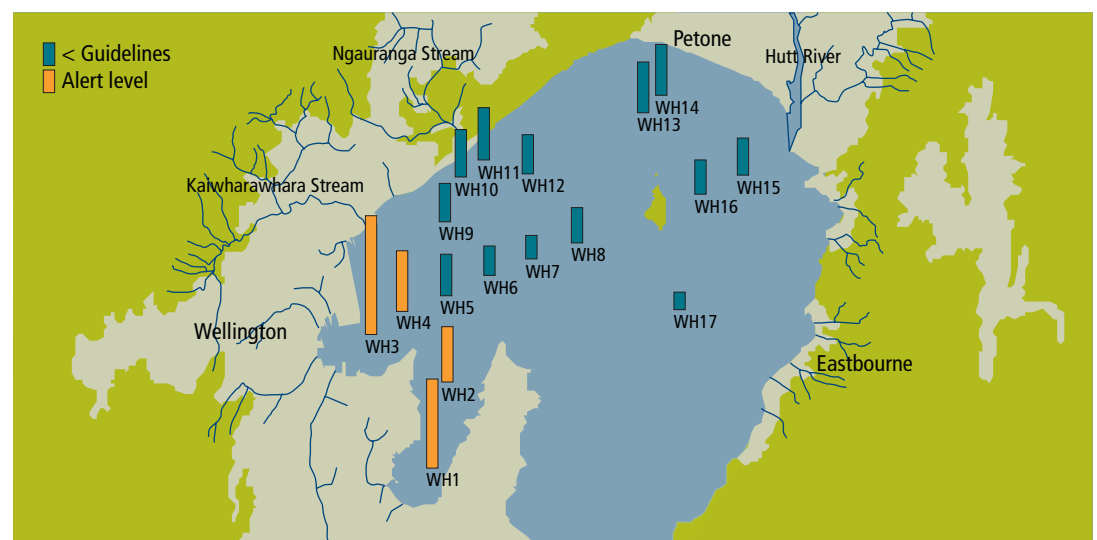 < Guidelines
Alert level
Ngauranga Stream
Petone
Hutt River
WH14
WH13
WH11
WH12
WH10
WH15
Kaiwharawhara Stream
WH16
WH9
WH8
WH7
WH6
WH5
WH4
WH17
Wellington
WH3
Eastbourne
WH2
WH1